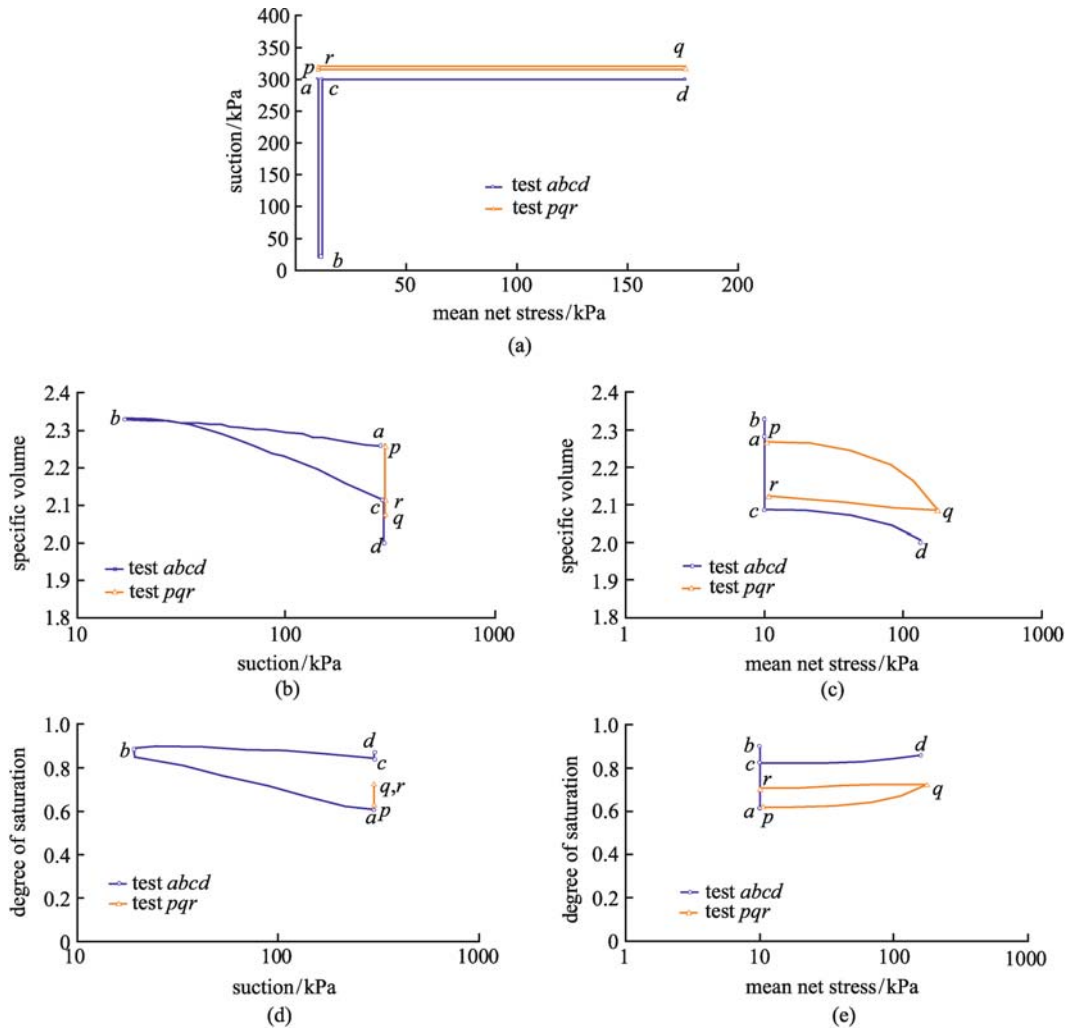 400
350
300
250
200
150
100
50
0
suction/kPa
p
r
q
a
c
d
b
test abcd
test pqr
50
100
150
200
mean net stress/kPa
(a)
2.4
2.3
2.2
2.1
2.0
1.9
1.8
specific volume
b
a
p
c
r
q
d
test abcd
test pqr
10
100
1000
suction/kPa
(b)
2.4
2.3
2.2
2.1
2.0
1.9
1.8
specific volume
b
p
a
r
c
q
d
test abcd
test pqr
1
10
100
1000
mean net stress/kPa
(c)
1.0
0.8
0.6
0.4
0.2
0
degree of saturation
b
d
c
q,r
a
p
test abcd
test pqr
10
100
1000
suction/kPa
(d)
1.0
0.8
0.6
0.4
0.2
0
degree of saturation
b
c
d
r
q
a
p
test abcd
test pqr
1
10
100
1000
mean net stress/kPa
(e)